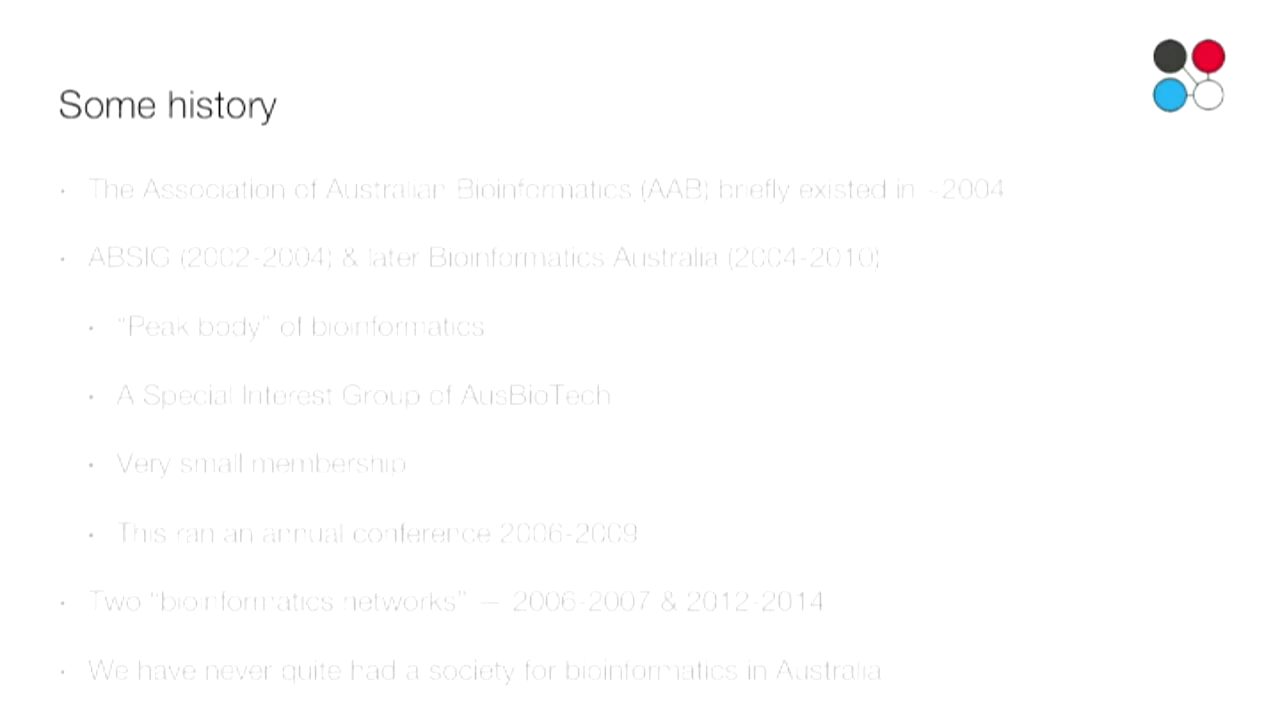 Some history
• The Association of Australian Bioinformatics (AAB) briefly existed in ~2004
• ABSIG (2002-2004) & later Bioinformatics Australia (2004-2010)
• “Peak body” of bioinformatics
• A Special Interest Group of AusBioTech
• Very small membership
• This ran an annual conference 2006-2009
• Two “bioinformatics networks” — 2006-2007 & 2012-2014
• We have never quite had a society for bioinformatics in Australia